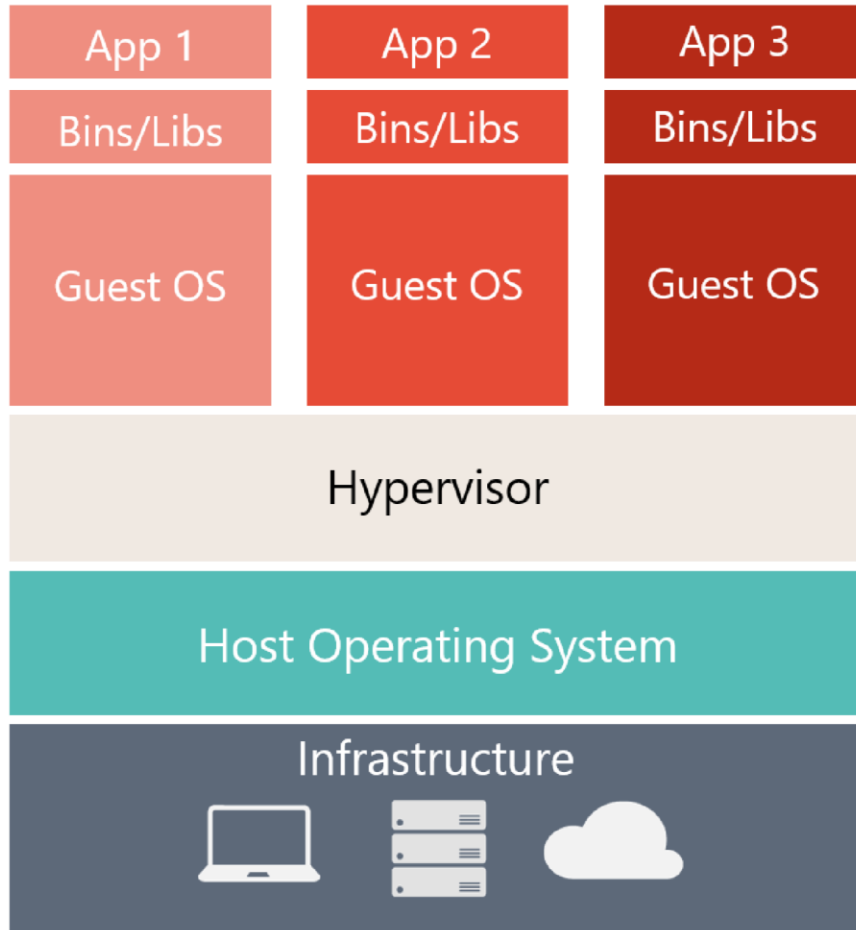 App 1
App 2
App 3
Bins/Libs
Bins/Libs
Bins/Libs
Guest OS
Guest OS
Guest OS
Hypervisor
Host Operating System
Infrastructure